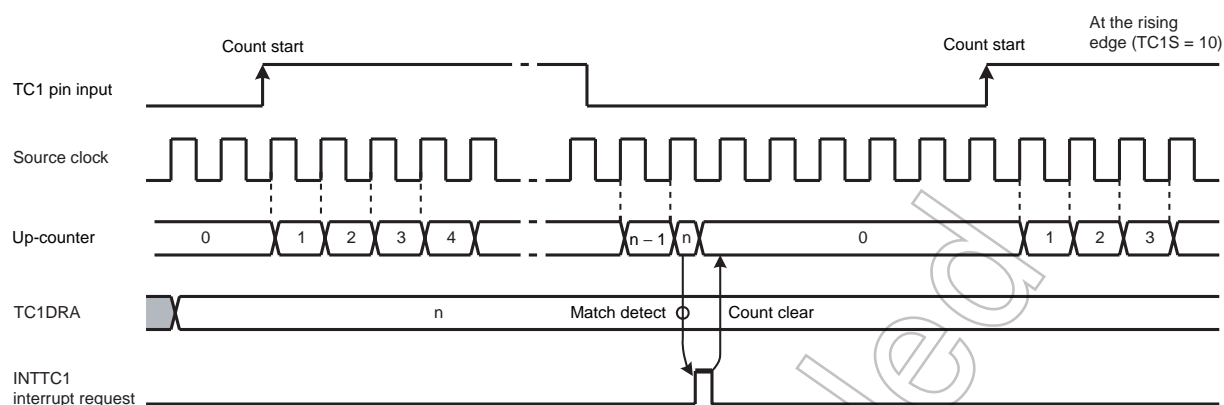 At the rising
edge (TC1S = 10)
Count start
Count start
TC1 pin input
Source clock
Up-counter
0 1 2 3 4 n – 1 n 0 1 2 3
TC1DRA
n
Match detect
Count clear
INTTC1
interrupt request